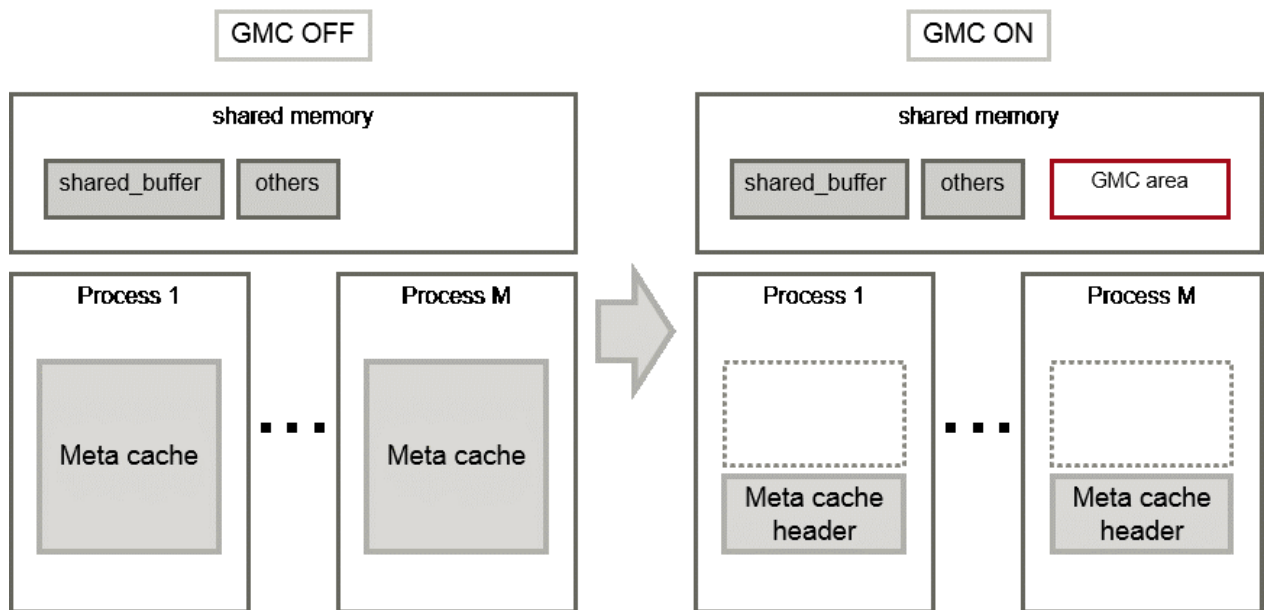 GMC OFF
GMC ON
shared memory
shared_buffer
others
shared memory
shared_buffer
others
GMC area
Process 1
Process M
Meta cache
Meta cache
Process 1
Process M
Meta cache
header
Meta cache
header